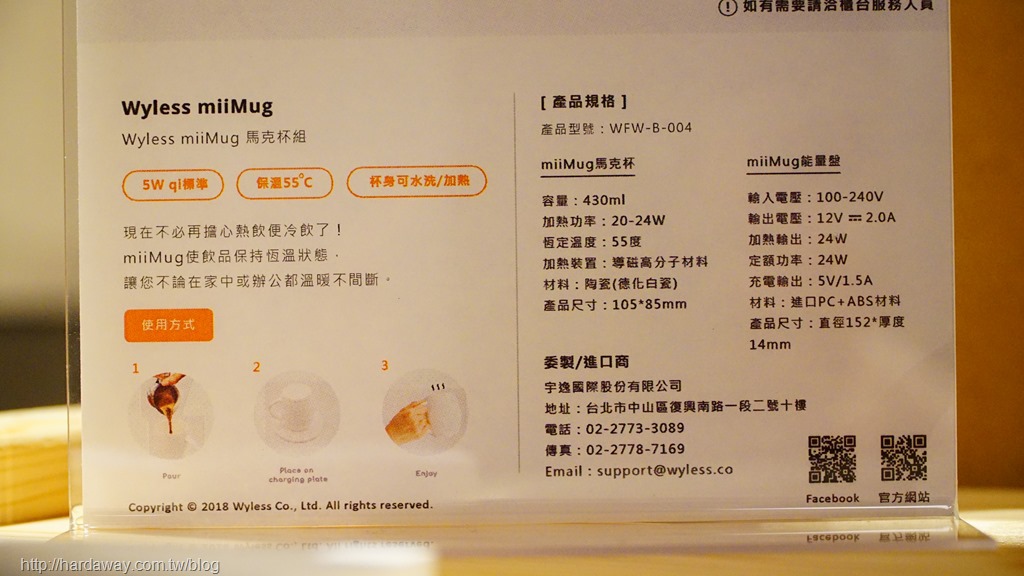 如有需要請洽櫃台服務人員
Wyless miiMug
Wyless miiMug 馬克杯組
5W qi標準
保溫55°C
杯身可水洗/加熱
現在不必再擔心熱飲便冷飲了！
miiMug使飲品保持恆溫狀態，
讓您不論在家中或辦公都溫暖不間斷。
使用方式
1
2
3
Pour
Place on
charging plate
Enjoy
Copyright © 2018 Wyless Co., Ltd. All rights reserved.
[ 產品規格 ]
產品型號：WFW-B-004
miiMug馬克杯
容量：430ml
加熱功率：20-24W
恆定溫度：55度
加熱裝置：導磁高分子材料
材料：陶瓷(德化白瓷)
產品尺寸：105*85mm
miiMug能量盤
輸入電壓：100-240V
輸出電壓：12V ⎓ 2.0A
加熱輸出：24W
定額功率：24W
充電輸出：5V/1.5A
材料：進口PC+ABS材料
產品尺寸：直徑152*厚度
14mm
委製/進口商
宇逸國際股份有限公司
地址：台北市中山區復興南路一段二號十樓
電話：02-2773-3089
傳真：02-2778-7169
Email：support@wyless.co
Facebook
官方網站
http://hardaway.com.tw/blog